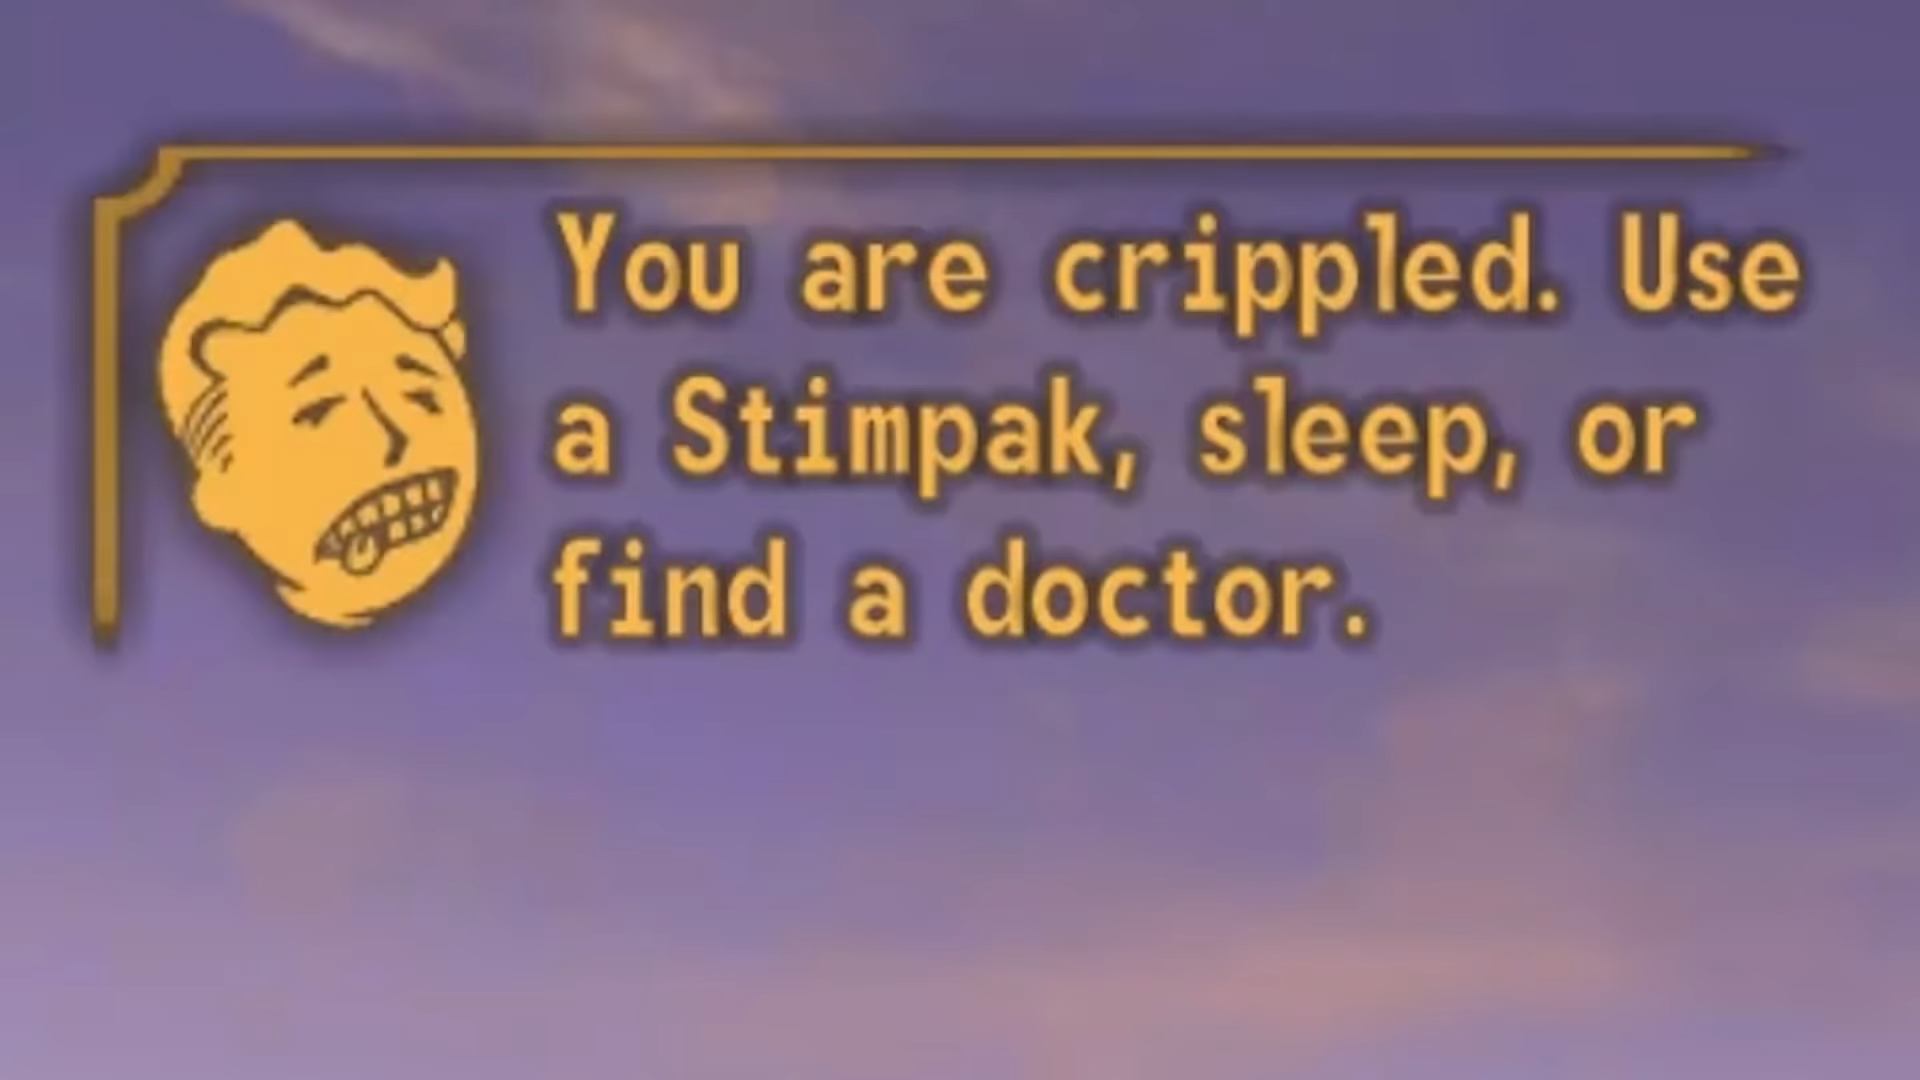 You are crippled. Use
a Stimpak, sleep, or
find a doctor.